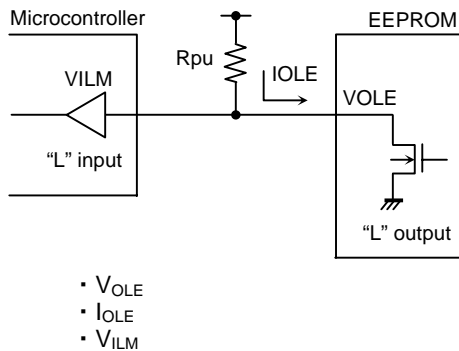 Microcontroller
EEPROM
Rpu
IOLE
VILM
VOLE
“L” input
“L” output
・VOLE
・IOLE
・VILM